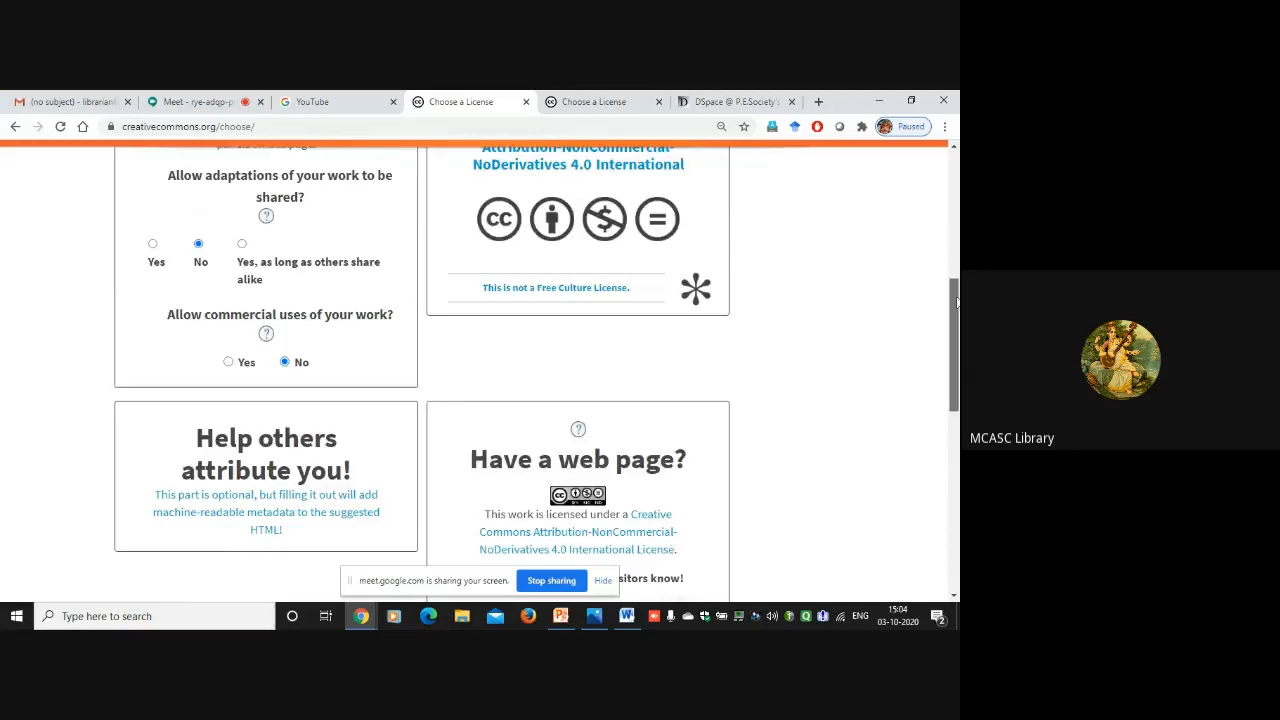 (no subject) - librarian
Meet - rye-adqp-p
YouTube
Choose a License
Choose a License
DSpace @ P.E.Society's
creativecommons.org/choose/
Paused
Attribution-NonCommercial-
NoDerivatives 4.0 International
Allow adaptations of your work to be
shared?
?
Yes
No
Yes, as long as others share
alike
Allow commercial uses of your work?
?
Yes
No
cc
$
=
This is not a Free Culture License.
Help others
attribute you!
This part is optional, but filling it out will add
machine-readable metadata to the suggested
HTML!
?
Have a web page?
cc
BY NC ND
This work is licensed under a Creative
Commons Attribution-NonCommercial-
NoDerivatives 4.0 International License.
sitors know!
meet.google.com is sharing your screen.
Stop sharing
Hide
MCASC Library
Type here to search
ENG
15:04
03-10-2020
2